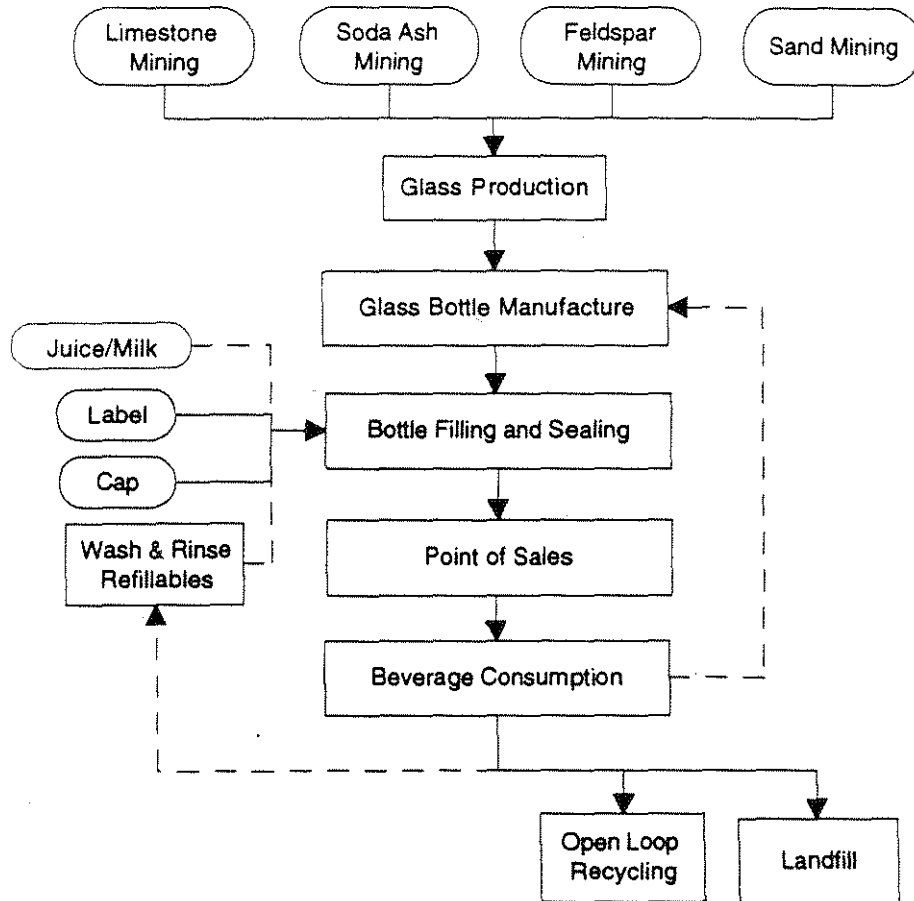 Limestone
Mining
Soda Ash
Mining
Feldspar
Mining
Sand Mining
Glass Production
Glass Bottle Manufacture
Juice/Milk
Label
Bottle Filling and Sealing
Cap
Wash & Rinse
Refillables
Point of Sales
Beverage Consumption
Open Loop
Recycling
Landfill